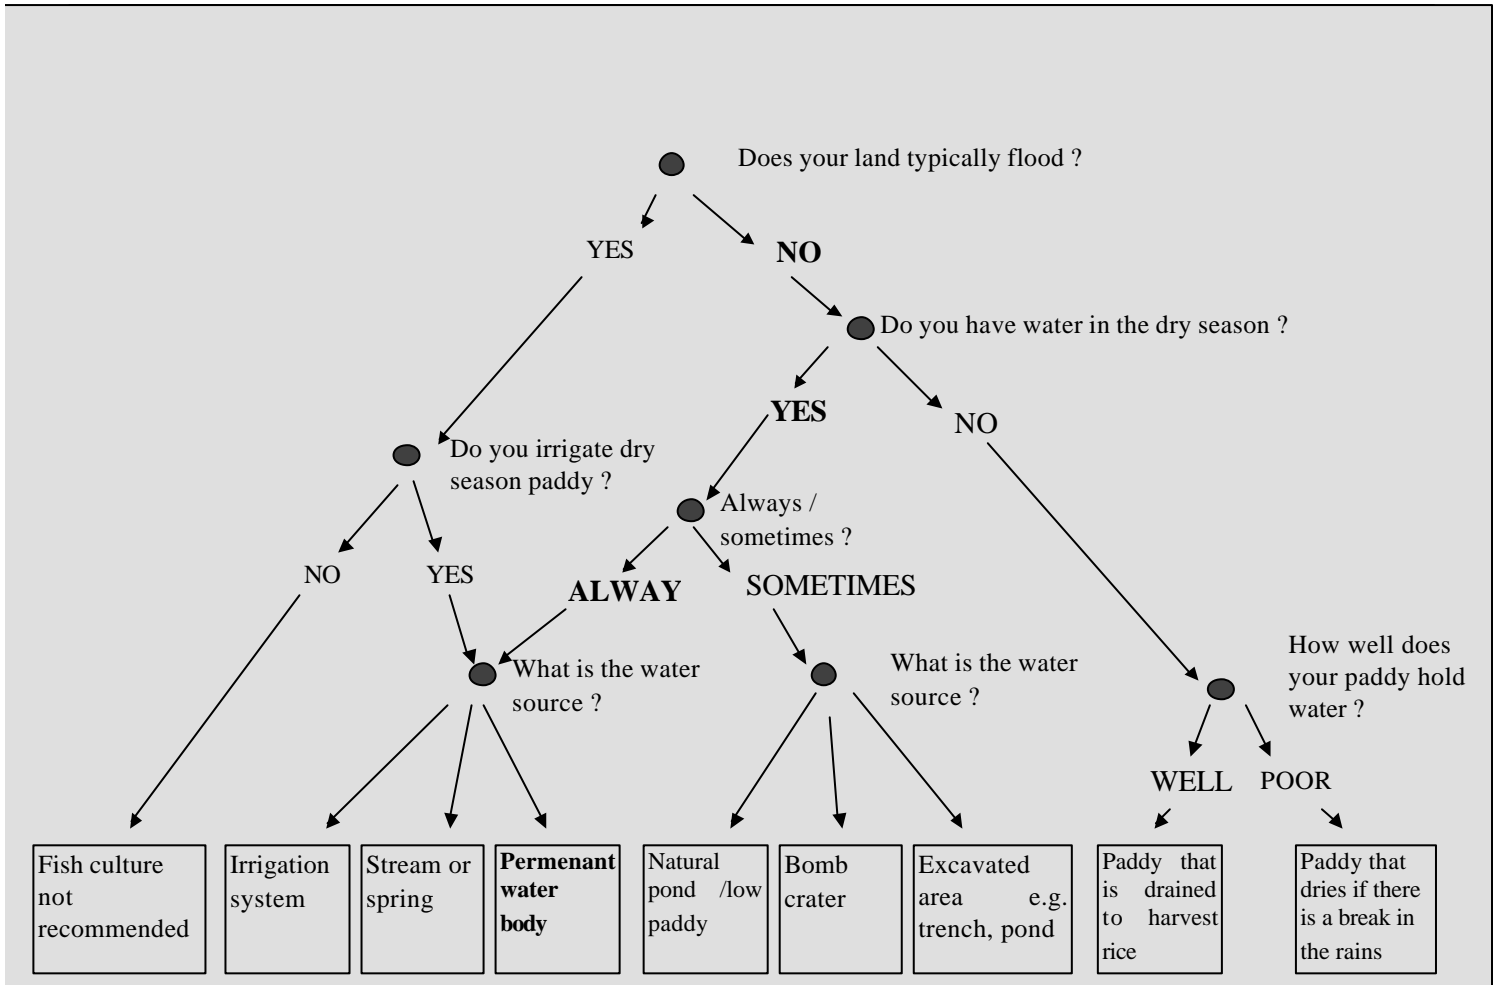 Does your land typically flood ?
YES
NO
Do you have water in the dry season ?
YES
NO
Do you irrigate dry
season paddy ?
Always /
sometimes ?
NO
YES
ALWAY
SOMETIMES
What is the water
source ?
What is the water
source ?
How well does
your paddy hold
water ?
WELL
POOR
Fish culture
not
recommended
Irrigation
system
Stream or
spring
Permenant
water
body
Natural
pond /low
paddy
Bomb
crater
Excavated
area e.g.
trench, pond
Paddy that
is drained
to harvest
rice
Paddy that
dries if there
is a break in
the rains